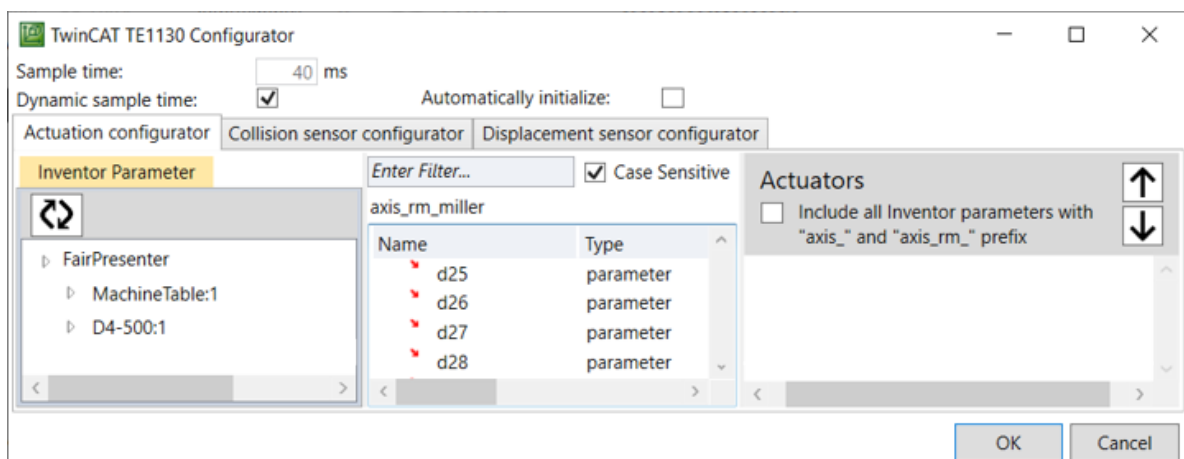 TwinCAT TE1130 Configurator
Sample time: 40 ms
Dynamic sample time: Automatically initialize:
Actuation configurator Collision sensor configurator Displacement sensor configurator
Inventor Parameter
FairPresenter
MachineTable:1
D4-500:1
Enter Filter... Case Sensitive
axis_rm_miller
Name Type
d25 parameter
d26 parameter
d27 parameter
d28 parameter
Actuators
Include all Inventor parameters with
"axis_" and "axis_rm_" prefix
OK Cancel